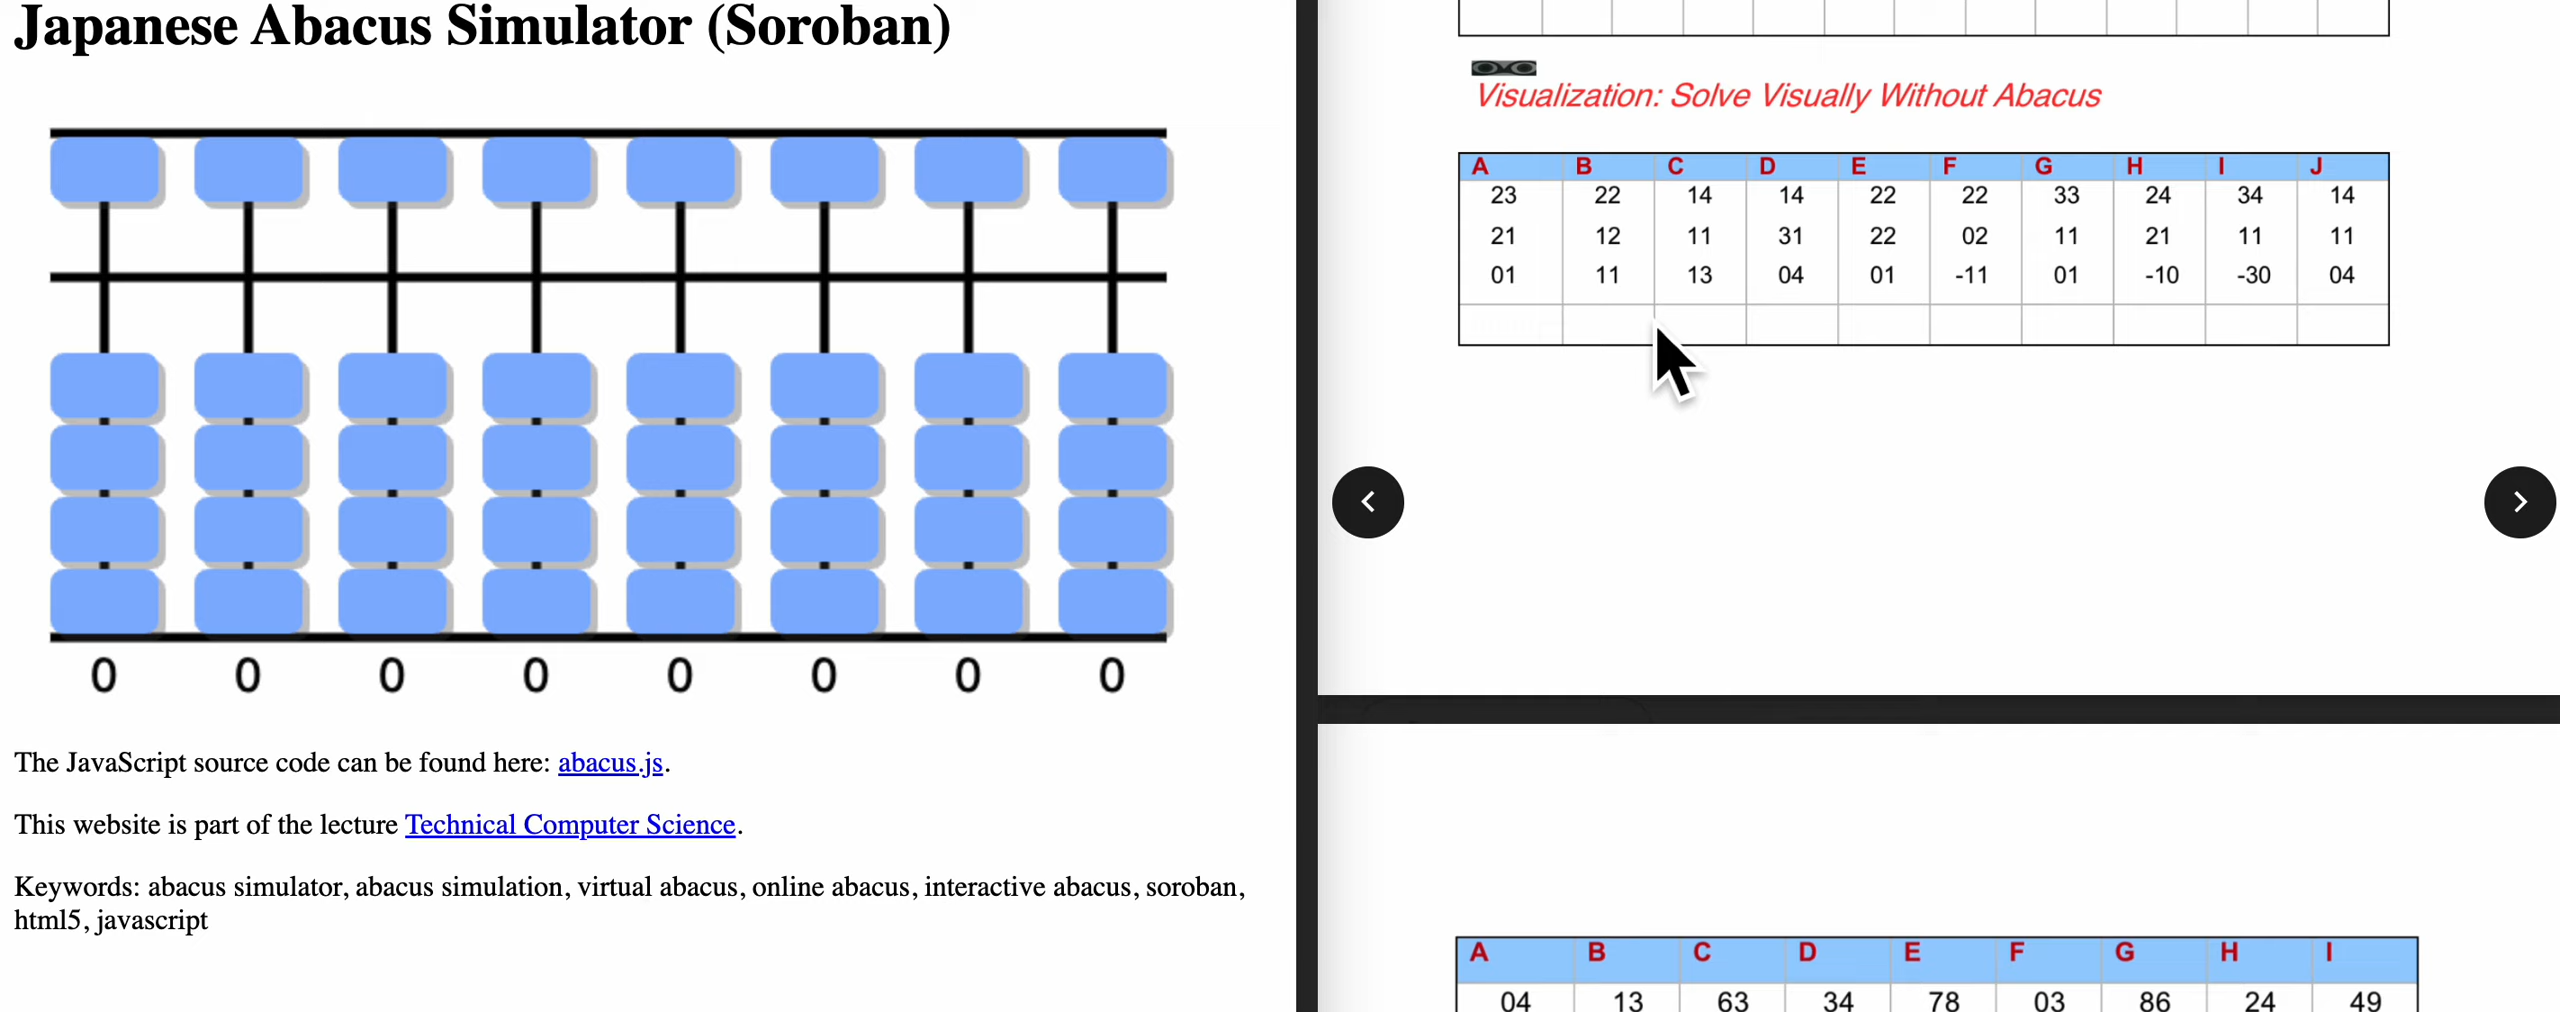 Japanese Abacus Simulator (Soroban)
0 0 0 0 0 0 0 0
The JavaScript source code can be found here: abacus.js.
This website is part of the lecture Technical Computer Science.
Keywords: abacus simulator, abacus simulation, virtual abacus, online abacus, interactive abacus, soroban,
html5, javascript
Visualization: Solve Visually Without Abacus
A B C D E F G H I J
23 22 14 14 22 22 33 24 34 14
21 12 11 31 22 02 11 21 11 11
01 11 13 04 01 -11 01 -10 -30 04
A B C D E F G H I
04 13 63 34 78 03 86 24 49